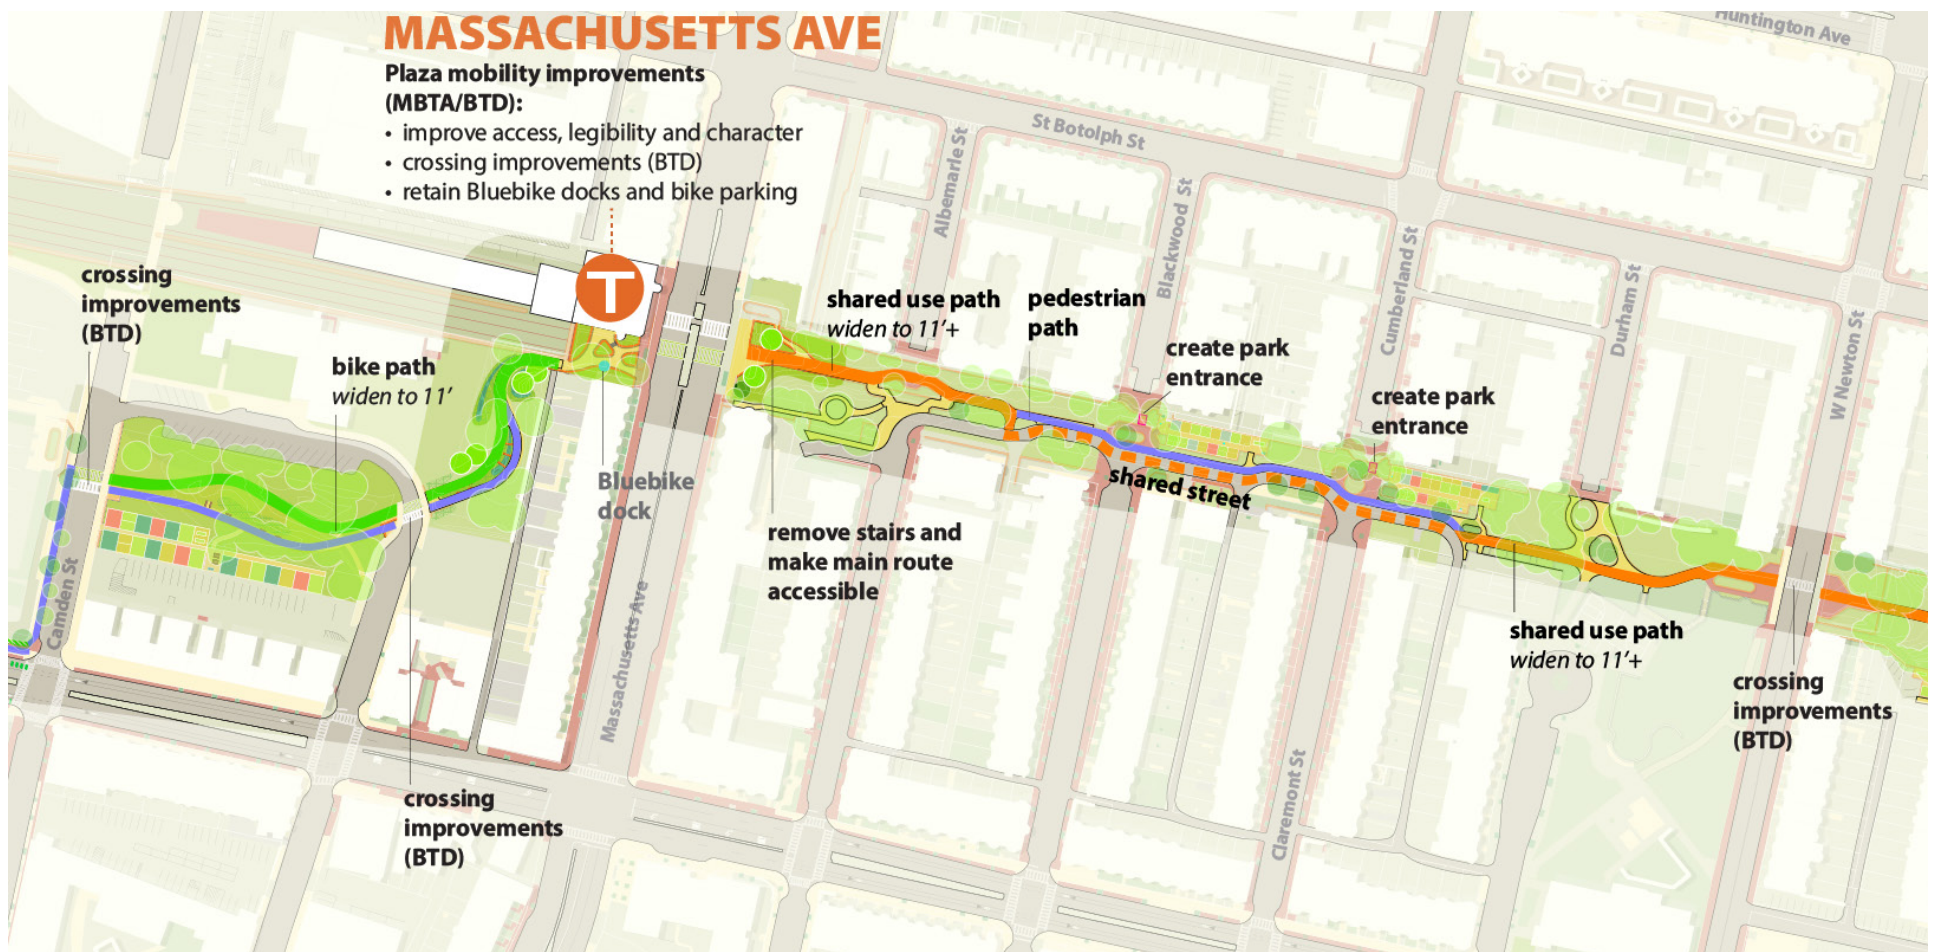 MASSACHUSETTS AVE
Plaza mobility improvements
(MBTA/BTD):
• improve access, legibility and character
• crossing improvements (BTD)
• retain Bluebike docks and bike parking
Huntington Ave
St Botolph St
Albemarle St
Blackwood St
Cumberland St
Durham St
W Newton St
T
crossing
improvements
(BTD)
bike path
widen to 11’
shared use path
widen to 11’+
pedestrian
path
create park
entrance
create park
entrance
shared street
Bluebike
dock
remove stairs and
make main route
accessible
Camden St
Massachusetts Ave
Claremont St
shared use path
widen to 11’+
crossing
improvements
(BTD)
crossing
improvements
(BTD)